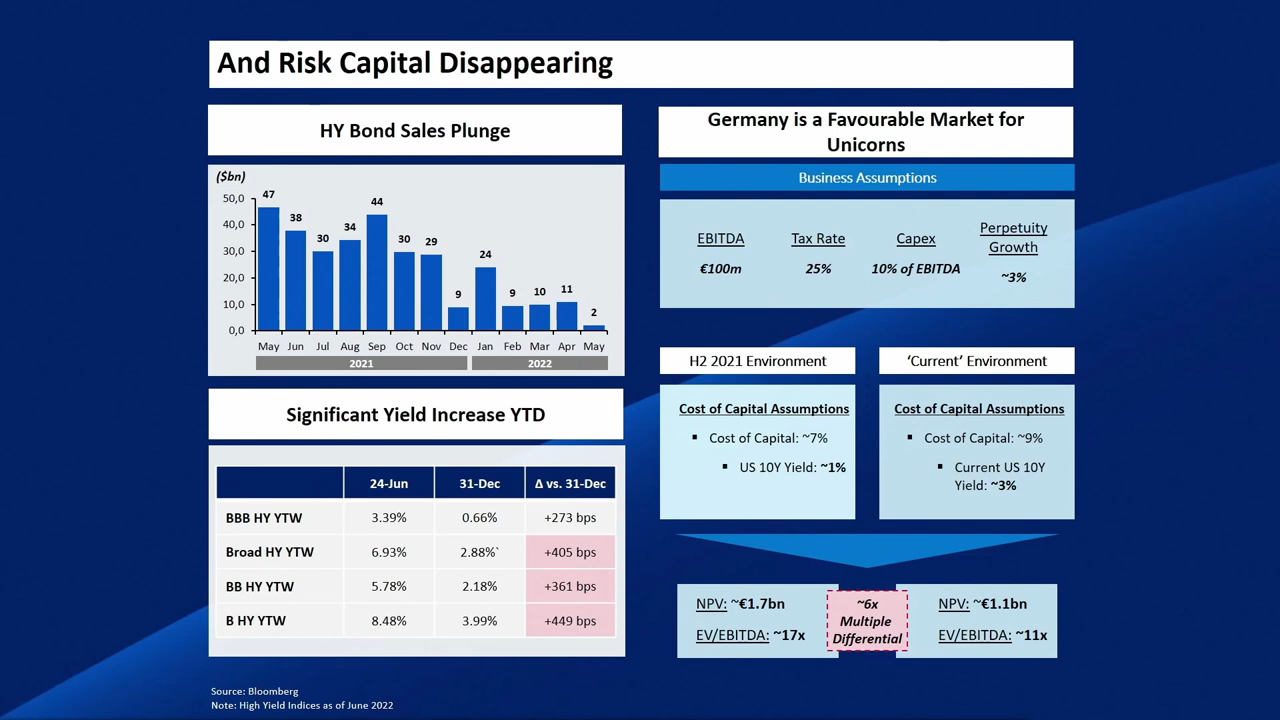 And Risk Capital Disappearing
HY Bond Sales Plunge
($bn)
50,0
40,0
30,0
20,0
10,0
0,0
47 38 30 34 44 30 29 9 24 9 10 11 2
May Jun Jul Aug Sep Oct Nov Dec Jan Feb Mar Apr May
2021 2022
Significant Yield Increase YTD
24-Jun 31-Dec Δ vs. 31-Dec
BBB HY YTW 3.39% 0.66% +273 bps
Broad HY YTW 6.93% 2.88%` +405 bps
BB HY YTW 5.78% 2.18% +361 bps
B HY YTW 8.48% 3.99% +449 bps
Source: Bloomberg
Note: High Yield Indices as of June 2022
Germany is a Favourable Market for
Unicorns
Business Assumptions
EBITDA
€100m
Tax Rate
25%
Capex
10% of EBITDA
Perpetuity
Growth
~3%
H2 2021 Environment
Cost of Capital Assumptions
▪ Cost of Capital: ~7%
▪ US 10Y Yield: ~1%
‘Current’ Environment
Cost of Capital Assumptions
▪ Cost of Capital: ~9%
▪ Current US 10Y
Yield: ~3%
NPV: ~€1.7bn
EV/EBITDA: ~17x
~6x
Multiple
Differential
NPV: ~€1.1bn
EV/EBITDA: ~11x